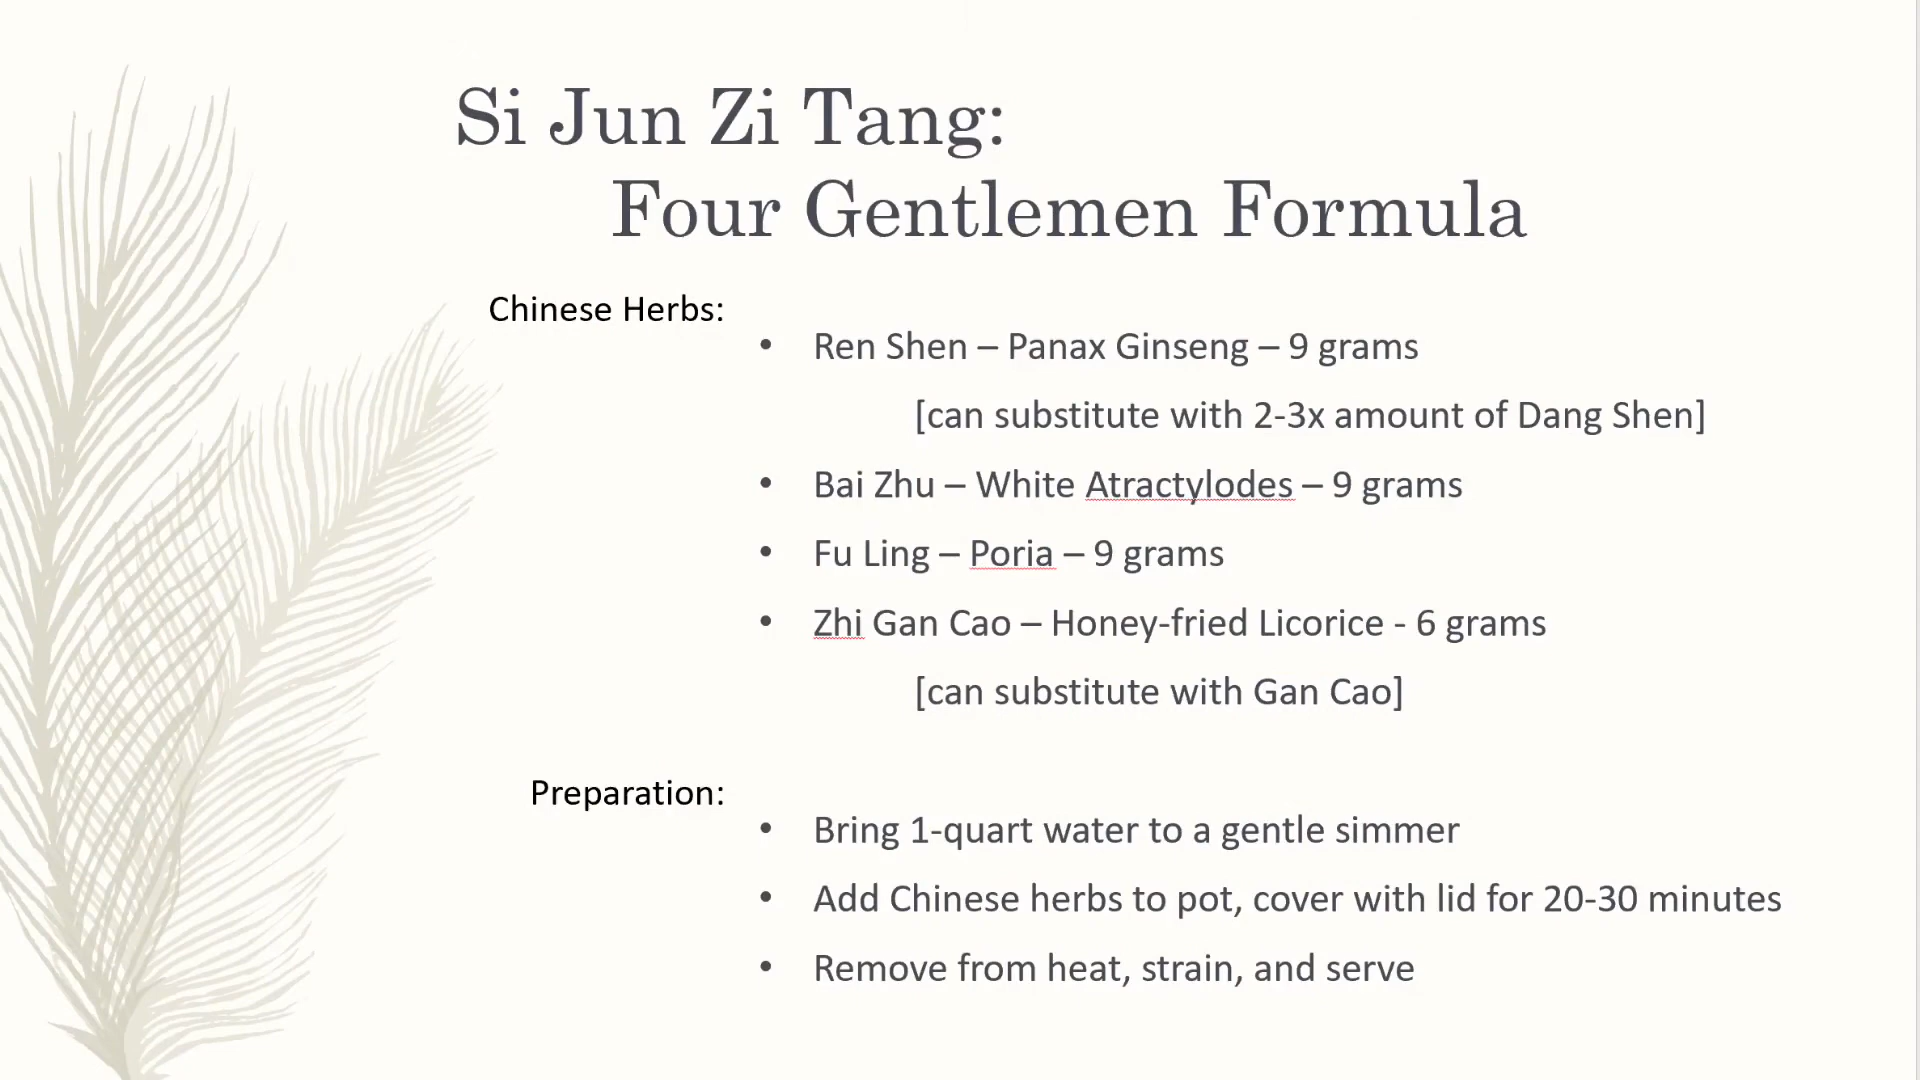 Si Jun Zi Tang:
Four Gentlemen Formula
Chinese Herbs:
• Ren Shen – Panax Ginseng – 9 grams
[can substitute with 2-3x amount of Dang Shen]
• Bai Zhu – White Atractylodes – 9 grams
• Fu Ling – Poria – 9 grams
• Zhi Gan Cao – Honey-fried Licorice - 6 grams
[can substitute with Gan Cao]
Preparation:
• Bring 1-quart water to a gentle simmer
• Add Chinese herbs to pot, cover with lid for 20-30 minutes
• Remove from heat, strain, and serve